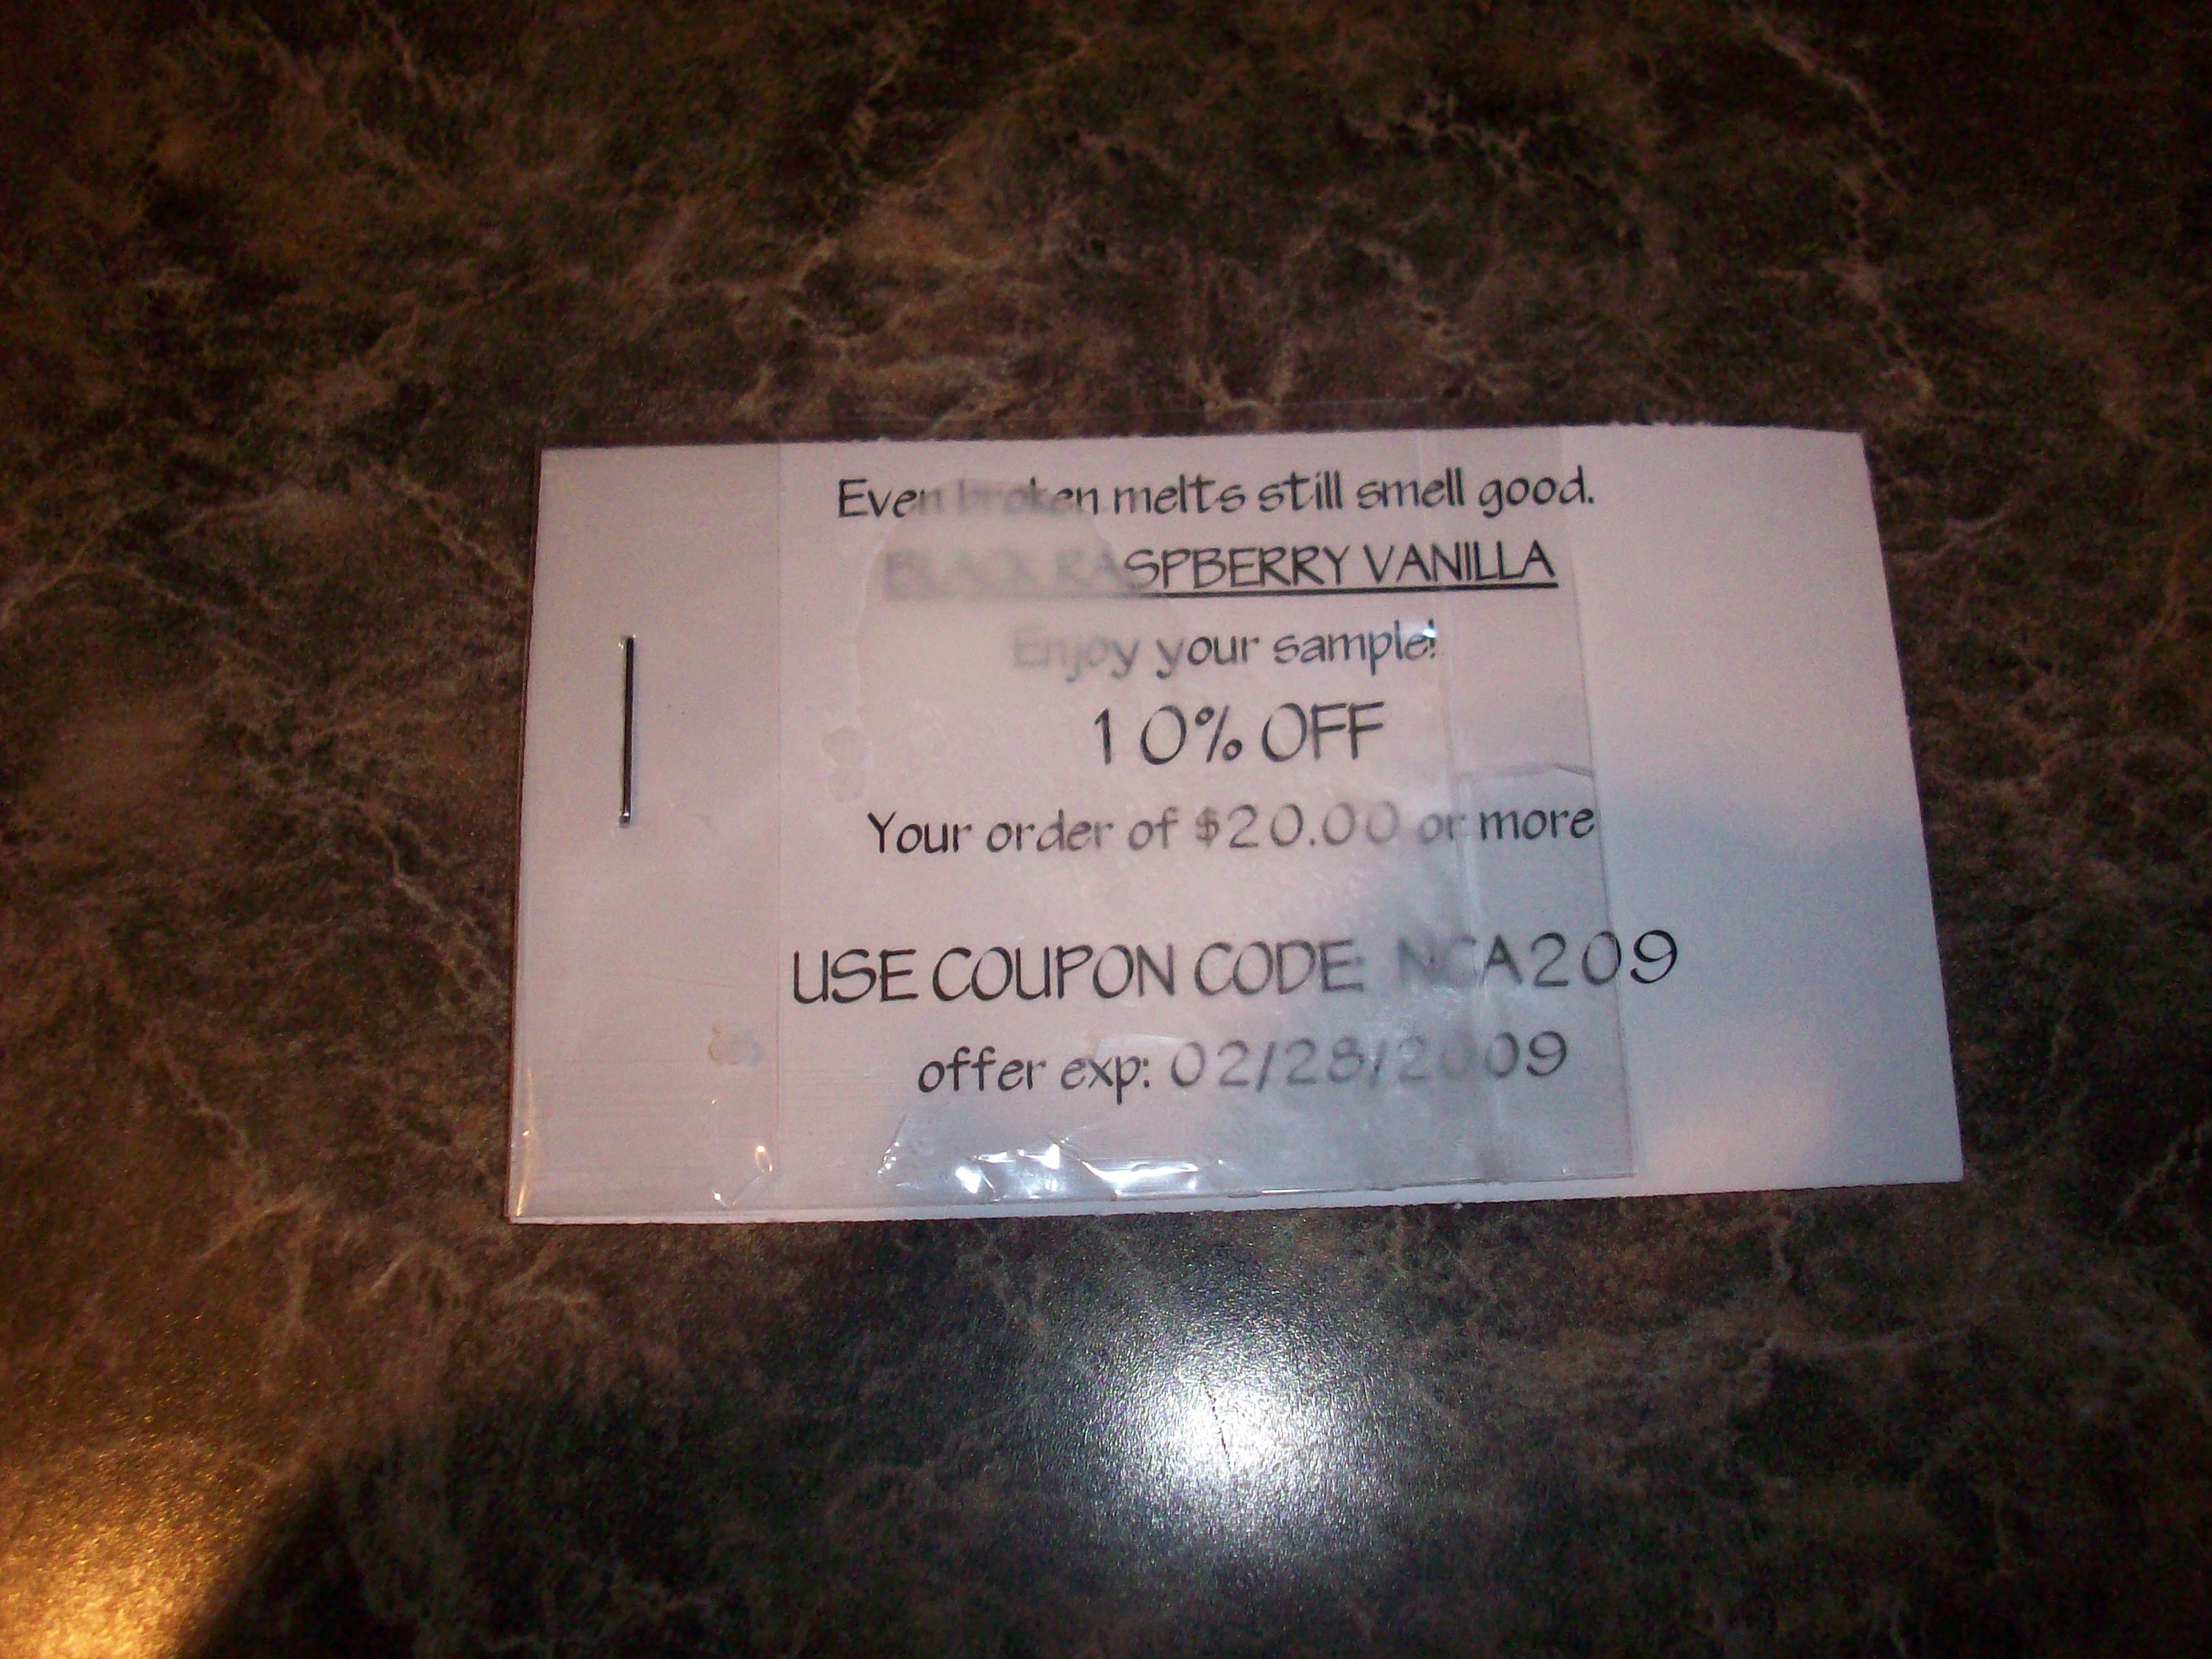 Even broken melts still smell good.
BLACK RASPBERRY VANILLA
Enjoy your sample!
10% OFF
Your order of $20.00 or more
USE COUPON CODE: NCA209
offer exp: 02/28/2009